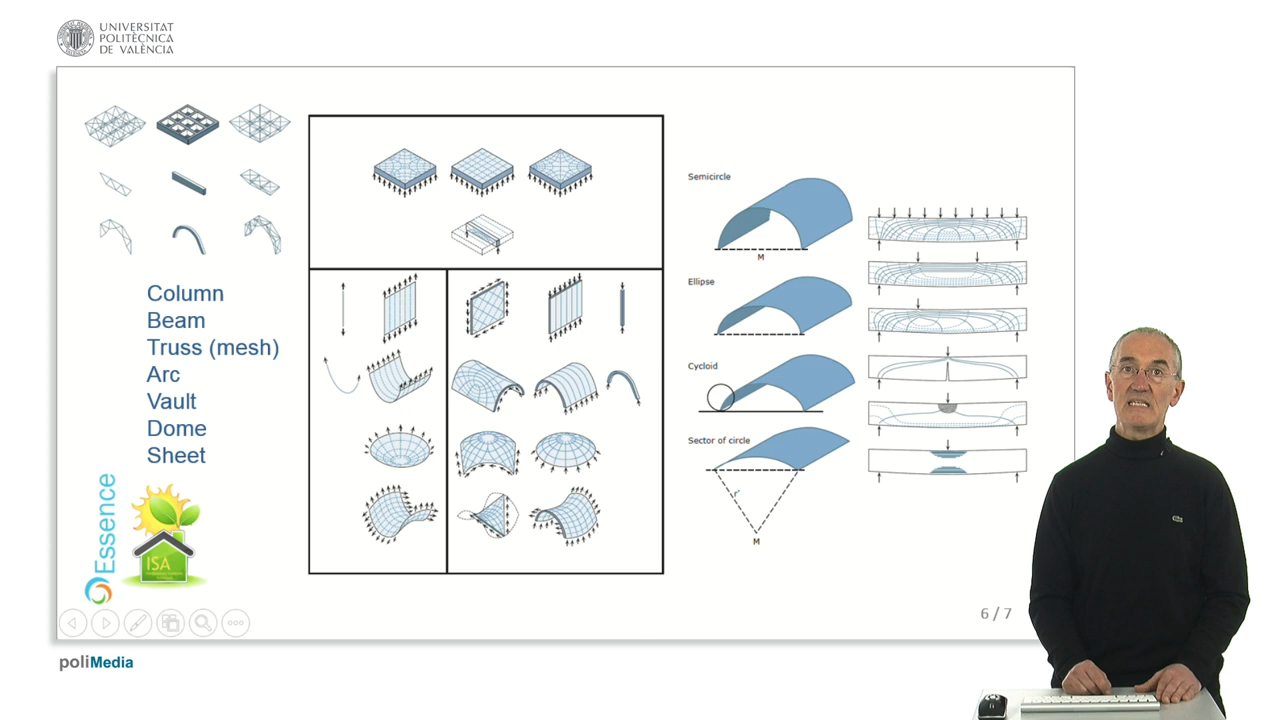 UNIVERSITAT
POLITÈCNICA
DE VALÈNCIA
Column
Beam
Truss (mesh)
Arc
Vault
Dome
Sheet
Essence
ISA
Semicircle
M
Ellipse
Cycloid
Sector of circle
r'
M
6 / 7
poliMedia